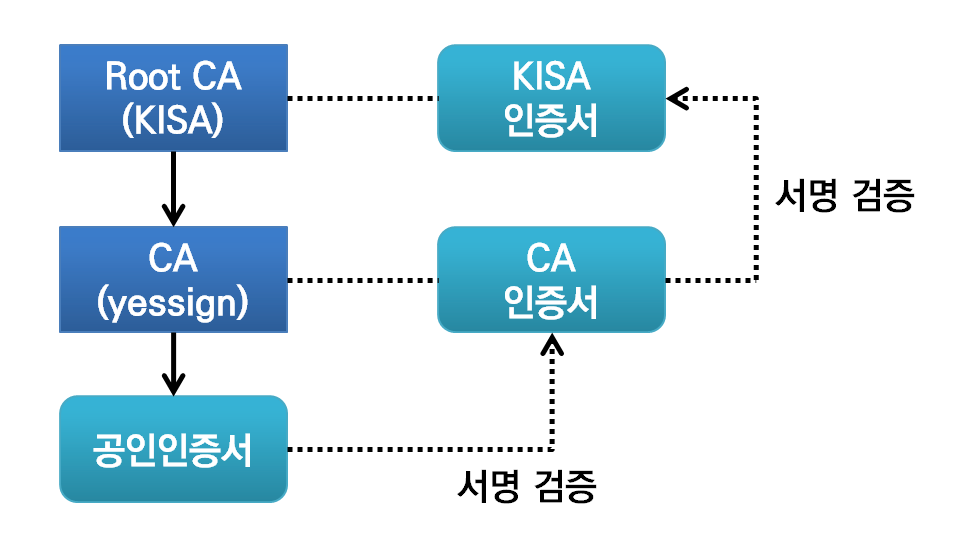 Root CA
(KISA)
KISA
인증서
서명 검증
CA
(yessign)
CA
인증서
공인인증서
서명 검증